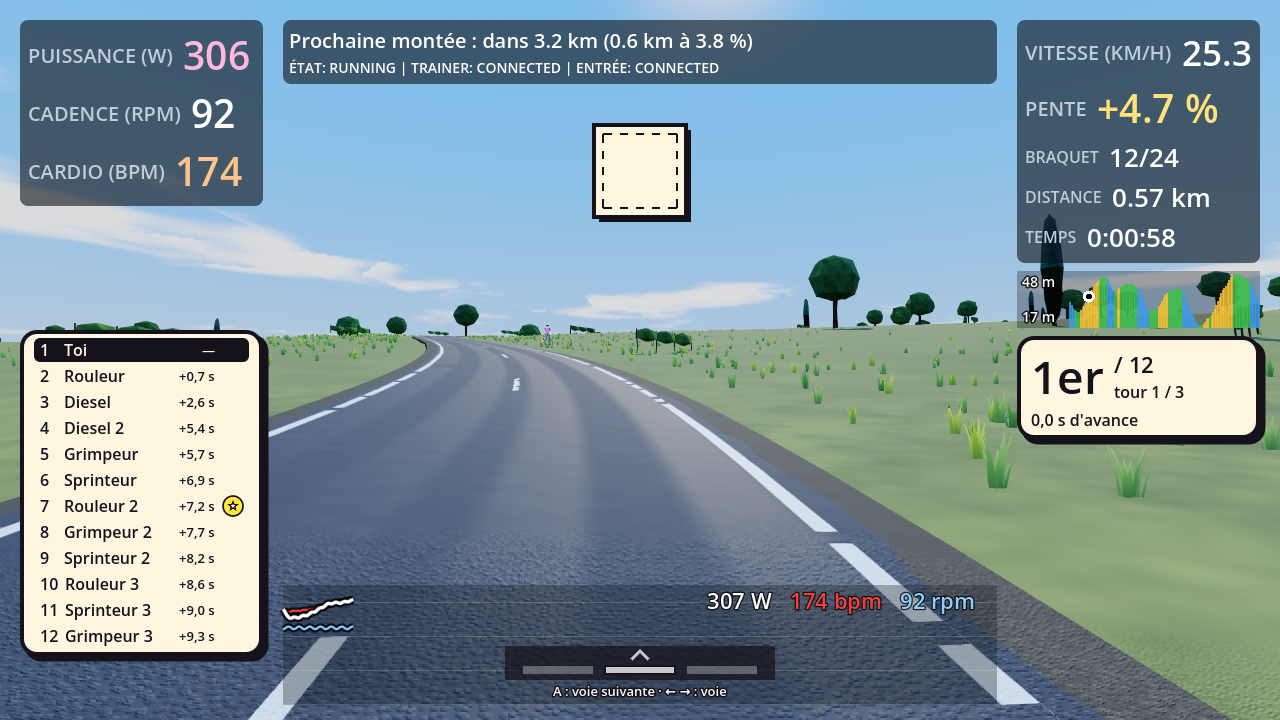 PUISSANCE (W) 306
CADENCE (RPM) 92
CARDIO (BPM) 174
Prochaine montée : dans 3.2 km (0.6 km à 3.8 %)
ÉTAT: RUNNING | TRAINER: CONNECTED | ENTRÉE: CONNECTED
VITESSE (KM/H) 25.3
PENTE +4.7 %
BRAQUET 12/24
DISTANCE 0.57 km
TEMPS 0:00:58
48 m
17 m
1er / 12
tour 1 / 3
0,0 s d'avance
1 Toi —
2 Rouleur +0,7 s
3 Diesel +2,6 s
4 Diesel 2 +5,4 s
5 Grimpeur +5,7 s
6 Sprinteur +6,9 s
7 Rouleur 2 +7,2 s
8 Grimpeur 2 +7,7 s
9 Sprinteur 2 +8,2 s
10 Rouleur 3 +8,6 s
11 Sprinteur 3 +9,0 s
12 Grimpeur 3 +9,3 s
307 W 174 bpm 92 rpm
A : voie suivante · ← → : voie